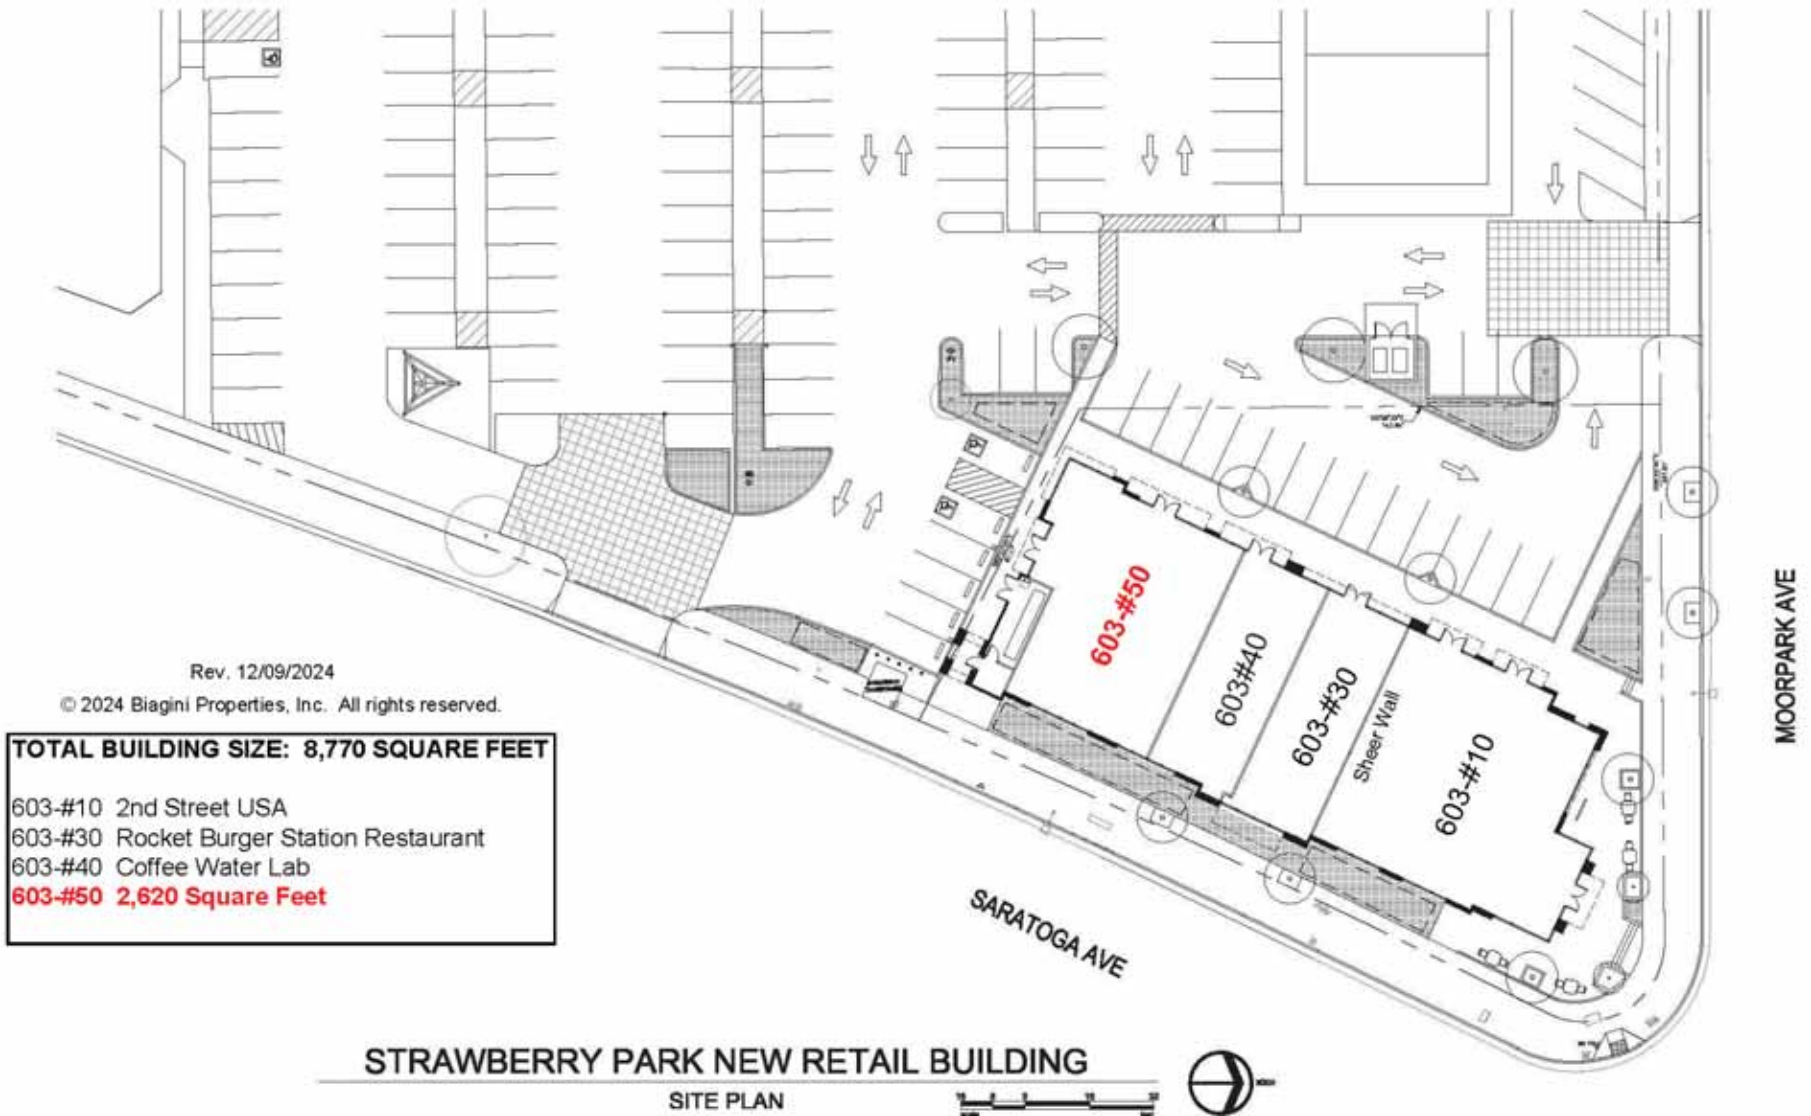 603-#50
603#40
603-#30
Sheer Wall
603-#10
MOORPARK AVE
SARATOGA AVE
Rev. 12/09/2024
© 2024 Biagini Properties, Inc. All rights reserved.
TOTAL BUILDING SIZE: 8,770 SQUARE FEET
603-#10 2nd Street USA
603-#30 Rocket Burger Station Restaurant
603-#40 Coffee Water Lab
603-#50 2,620 Square Feet
STRAWBERRY PARK NEW RETAIL BUILDING
SITE PLAN